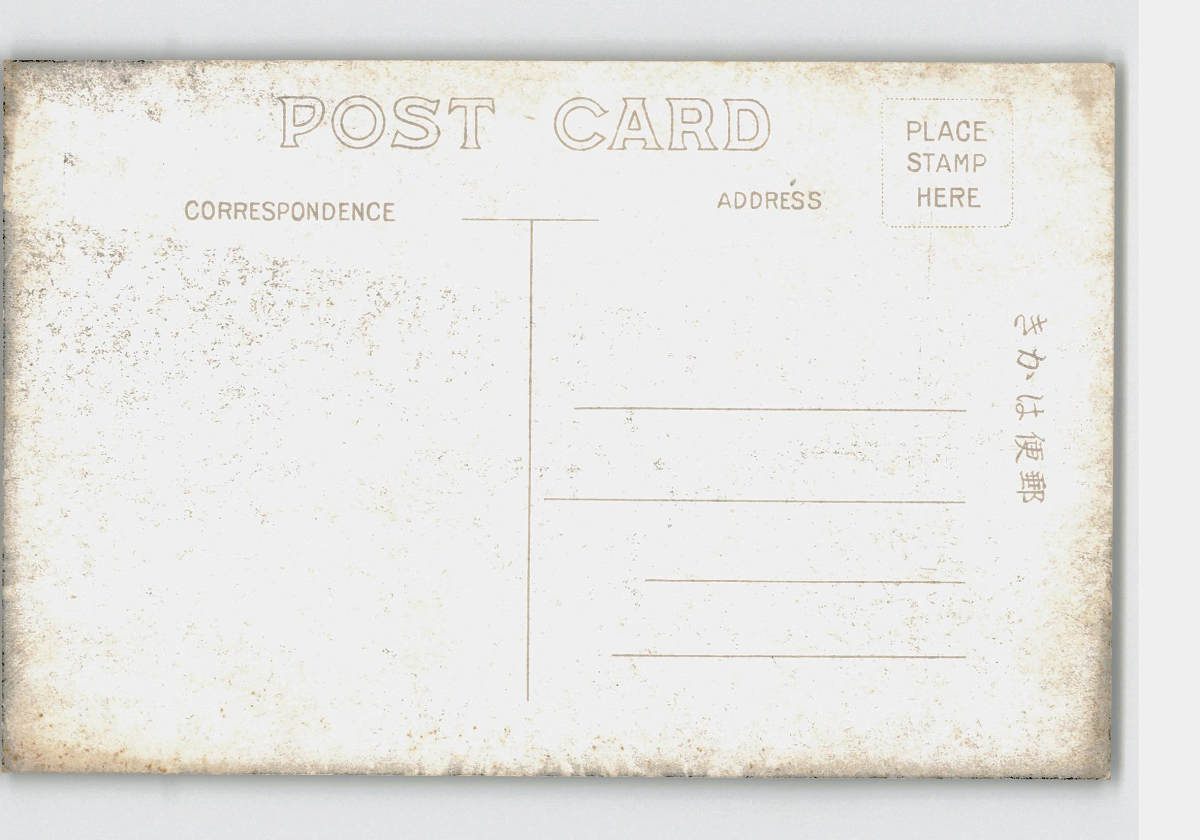 POST CARD
PLACE
STAMP
HERE
CORRESPONDENCE
ADDRESS
郵便はかき